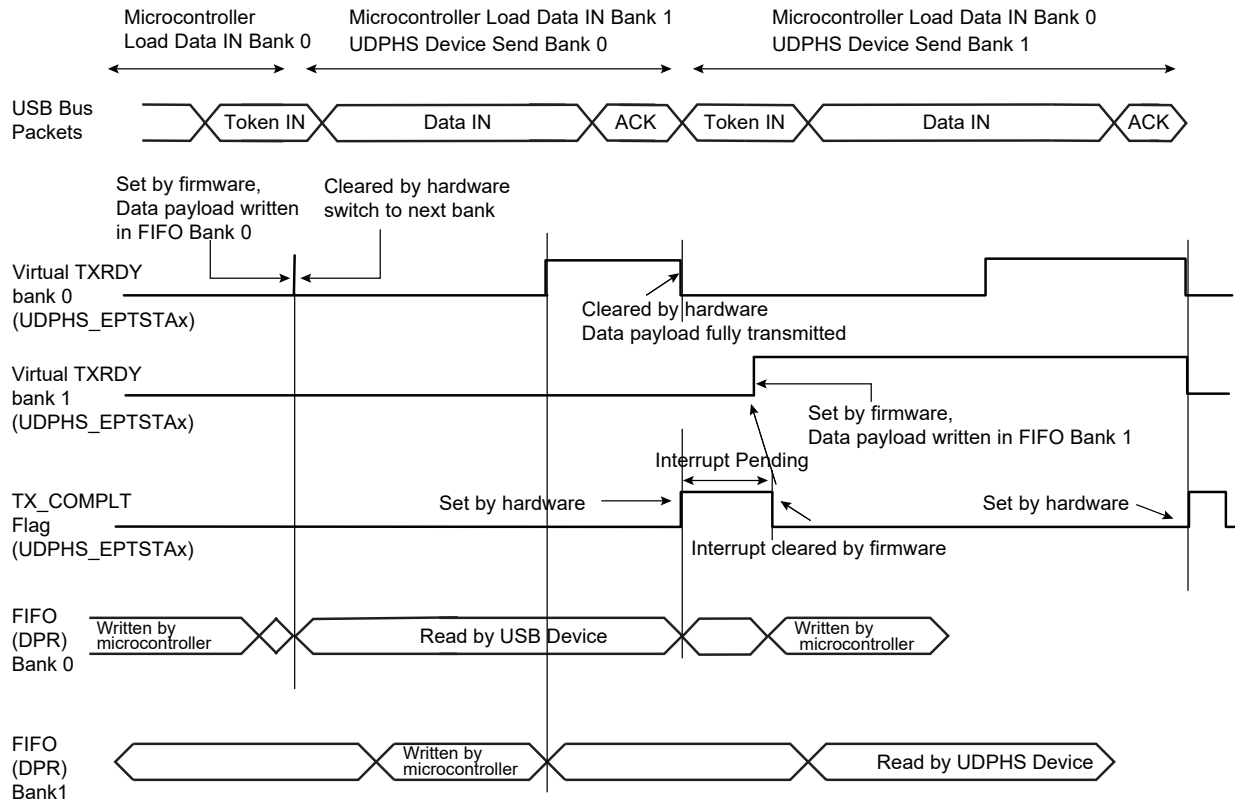 Microcontroller
Load Data IN Bank 0
Microcontroller Load Data IN Bank 1
UDPHS Device Send Bank 0
Microcontroller Load Data IN Bank 0
UDPHS Device Send Bank 1
USB Bus
Packets
Token IN
Data IN
ACK
Token IN
Data IN
ACK
Set by firmware,
Data payload written
in FIFO Bank 0
Cleared by hardware
switch to next bank
Virtual TXRDY
bank 0
(UDPHS_EPTSTAx)
Cleared by hardware
Data payload fully transmitted
Virtual TXRDY
bank 1
(UDPHS_EPTSTAx)
Set by firmware,
Data payload written in FIFO Bank 1
Interrupt Pending
TX_COMPLT
Flag
(UDPHS_EPTSTAx)
Set by hardware
Set by hardware
Interrupt cleared by firmware
FIFO
(DPR)
Bank 0
Written by
microcontroller
Read by USB Device
Written by
microcontroller
FIFO
(DPR)
Bank1
Written by
microcontroller
Read by UDPHS Device